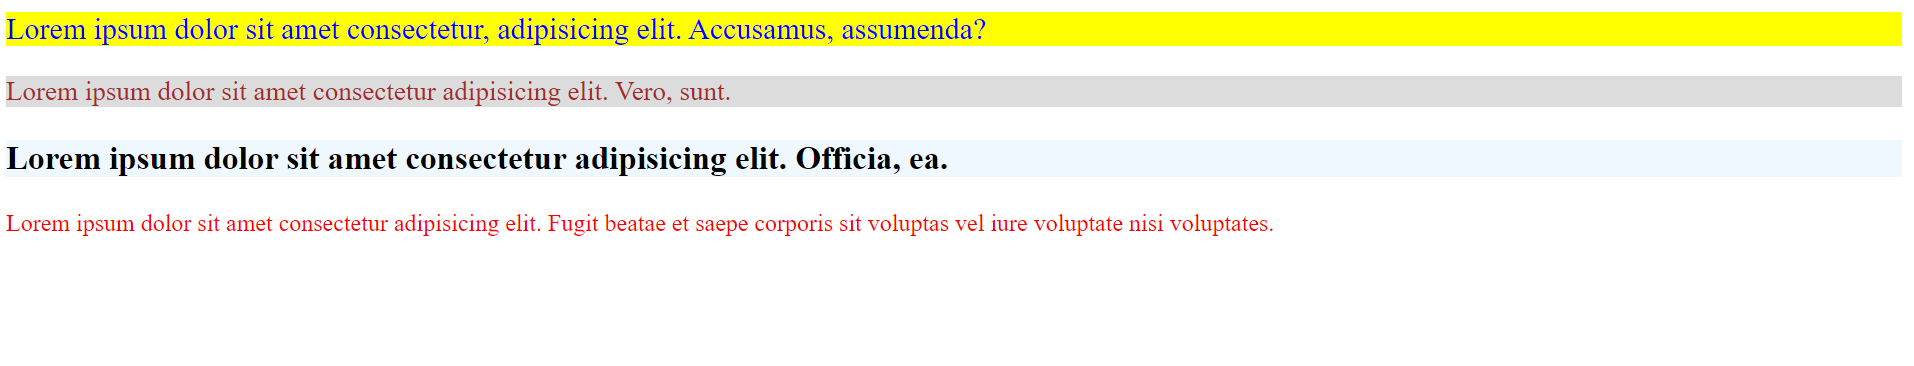 Lorem ipsum dolor sit amet consectetur, adipisicing elit. Accusamus, assumenda?
Lorem ipsum dolor sit amet consectetur adipisicing elit. Vero, sunt.
Lorem ipsum dolor sit amet consectetur adipisicing elit. Officia, ea.
Lorem ipsum dolor sit amet consectetur adipisicing elit. Fugit beatae et saepe corporis sit voluptas vel iure voluptate nisi voluptates.